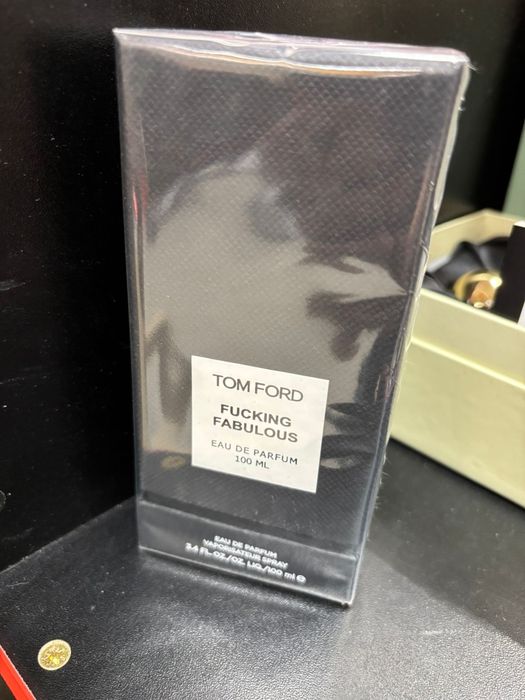 TOM FORD
FUCKING
FABULOUS
EAU DE PARFUM
100 ML
EAU DE PARFUM
VAPORISATEUR SPRAY
3.4 FL.OZ./OZ. LIQ./100 ml ℮